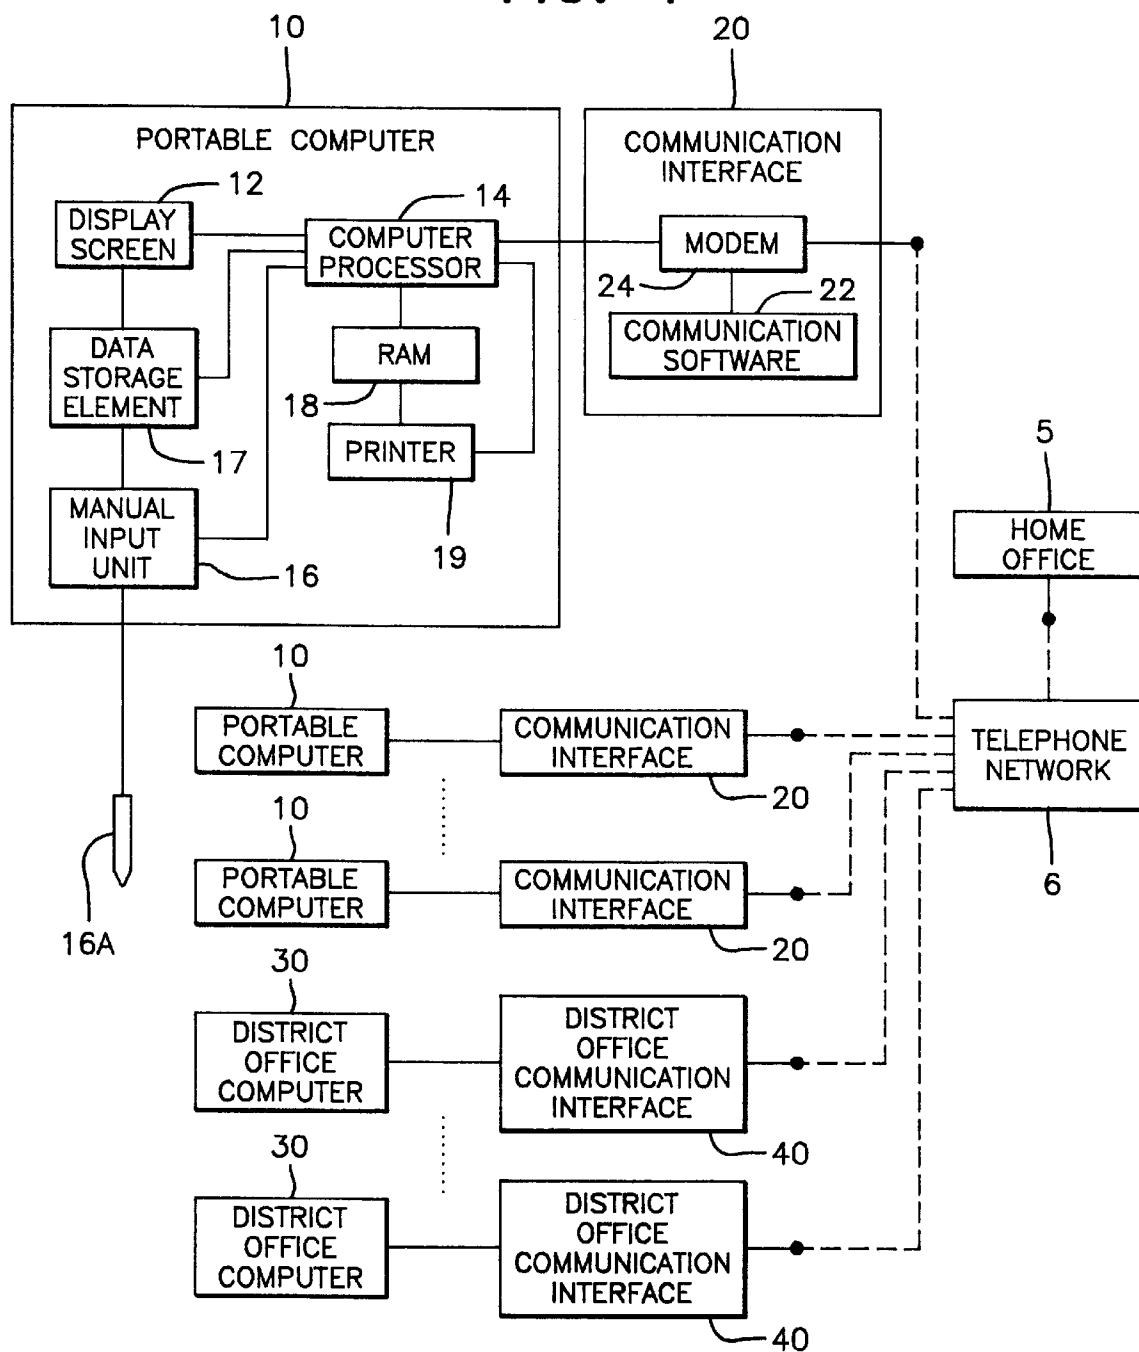 10
20
PORTABLE COMPUTER
COMMUNICATION
INTERFACE
12
14
DISPLAY
SCREEN
COMPUTER
PROCESSOR
MODEM
24
22
COMMUNICATION
SOFTWARE
DATA
STORAGE
ELEMENT
17
RAM
18
PRINTER
19
MANUAL
INPUT
UNIT
16
16A
5
HOME
OFFICE
10
PORTABLE
COMPUTER
COMMUNICATION
INTERFACE
20
TELEPHONE
NETWORK
6
10
PORTABLE
COMPUTER
COMMUNICATION
INTERFACE
20
30
DISTRICT
OFFICE
COMPUTER
DISTRICT
OFFICE
COMMUNICATION
INTERFACE
40
30
DISTRICT
OFFICE
COMPUTER
DISTRICT
OFFICE
COMMUNICATION
INTERFACE
40